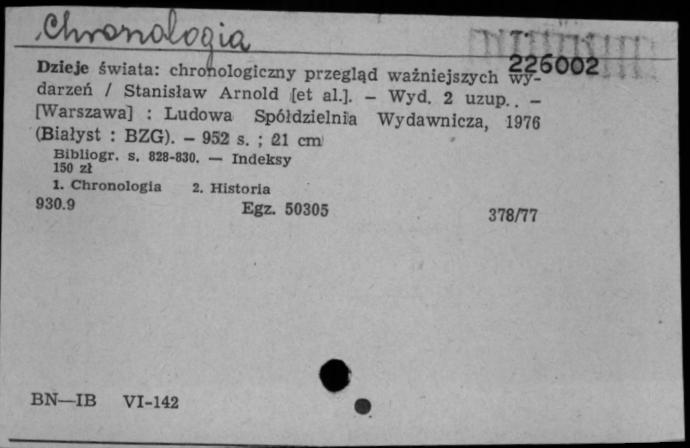 Chronologia
226002
Dzieje świata: chronologiczny przegląd ważniejszych wy-
darzeń / Stanisław Arnold [et al.]. – Wyd. 2 uzup. . –
[Warszawa] : Ludowa Spółdzielnia Wydawnicza, 1976
(Białyst : BZG). – 952 s. ; 21 cm
Bibliogr. s. 828-830. — Indeksy
150 zł
1. Chronologia 2. Historia
930.9 Egz. 50305 378/77
BN—IB VI-142